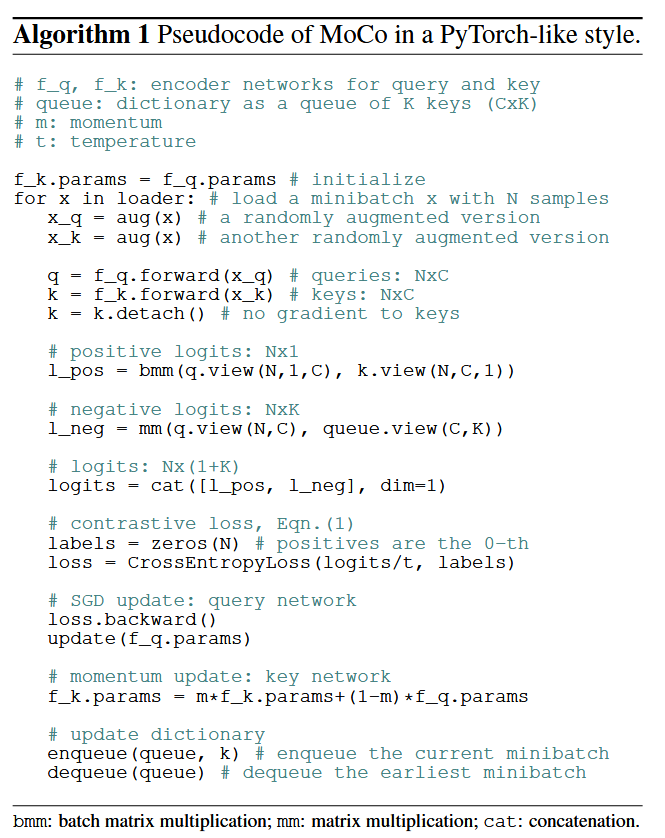 Algorithm 1 Pseudocode of MoCo in a PyTorch-like style.
# f_q, f_k: encoder networks for query and key
# queue: dictionary as a queue of K keys (CxK)
# m: momentum
# t: temperature
f_k.params = f_q.params # initialize
for x in loader: # load a minibatch x with N samples
x_q = aug(x) # a randomly augmented version
x_k = aug(x) # another randomly augmented version
q = f_q.forward(x_q) # queries: NxC
k = f_k.forward(x_k) # keys: NxC
k = k.detach() # no gradient to keys
# positive logits: Nx1
l_pos = bmm(q.view(N,1,C), k.view(N,C,1))
# negative logits: NxK
l_neg = mm(q.view(N,C), queue.view(C,K))
# logits: Nx(1+K)
logits = cat([l_pos, l_neg], dim=1)
# contrastive loss, Eqn.(1)
labels = zeros(N) # positives are the 0-th
loss = CrossEntropyLoss(logits/t, labels)
# SGD update: query network
loss.backward()
update(f_q.params)
# momentum update: key network
f_k.params = m*f_k.params+(1-m)*f_q.params
# update dictionary
enqueue(queue, k) # enqueue the current minibatch
dequeue(queue) # dequeue the earliest minibatch
bmm: batch matrix multiplication; mm: matrix multiplication; cat: concatenation.